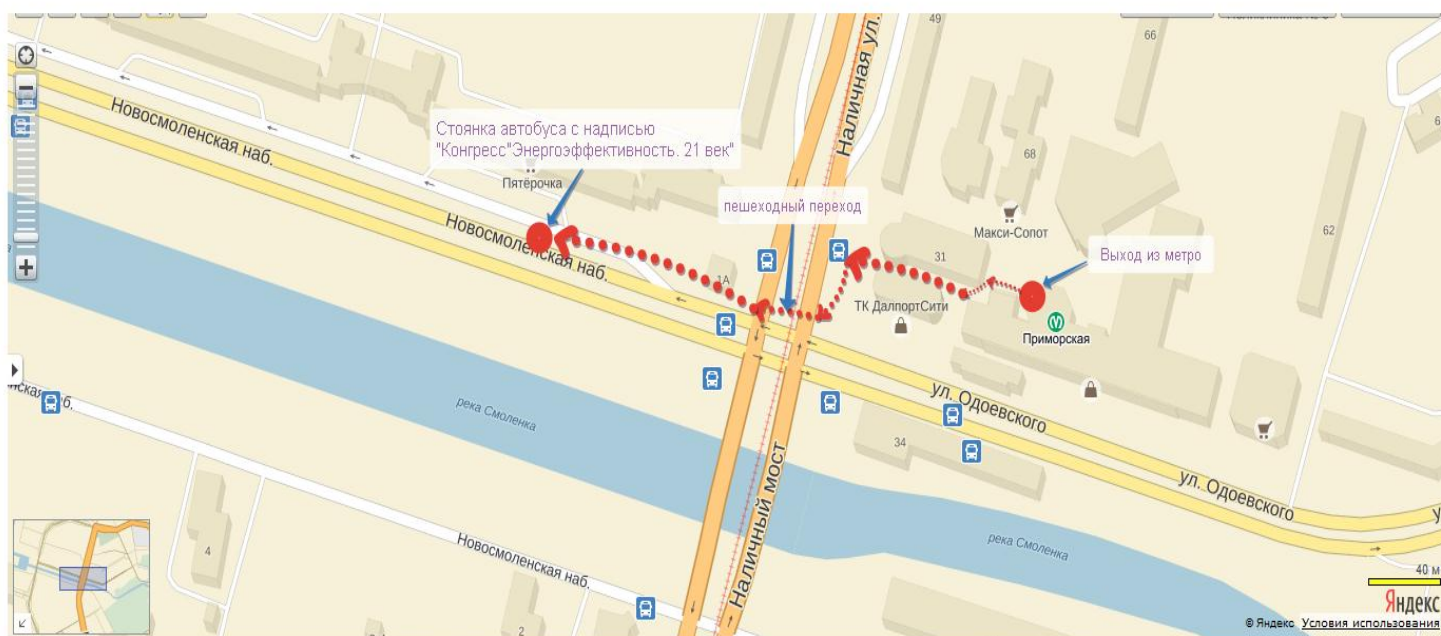 49
66
Наличная ул.
Новосмоленская наб.
Стоянка автобуса с надписью
"Конгресс"Энергоэффективность. 21 век"
68
Пятёрочка
пешеходный переход
Макси-Сопот
62
Новосмоленская наб.
31
Выход из метро
1А
ТК ДалпортСити
Приморская
ул. Одоевского
река Смоленка
34
ул. Одоевского
Наличный мост
река Смоленка
Новосмоленская наб.
4
2
40 м
Яндекс
© Яндекс Условия использования